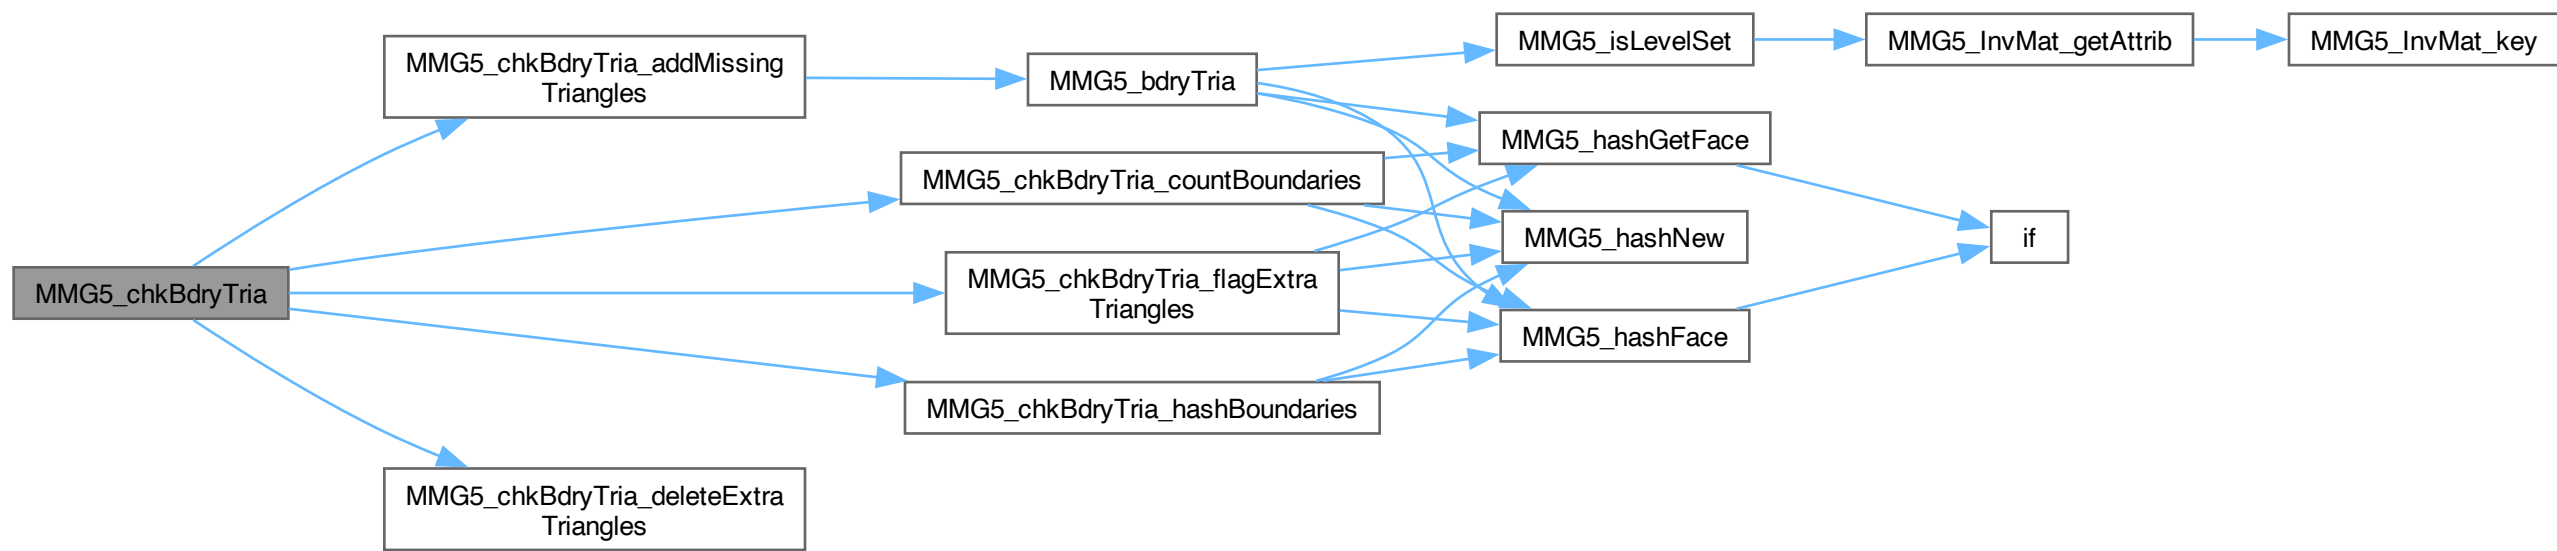 MMG5_chkBdryTria
MMG5_chkBdryTria_addMissing
Triangles
MMG5_chkBdryTria_countBoundaries
MMG5_chkBdryTria_flagExtra
Triangles
MMG5_chkBdryTria_hashBoundaries
MMG5_chkBdryTria_deleteExtra
Triangles
MMG5_bdryTria
MMG5_isLevelSet
MMG5_hashGetFace
MMG5_hashNew
MMG5_hashFace
MMG5_InvMat_getAttrib
if
MMG5_InvMat_key